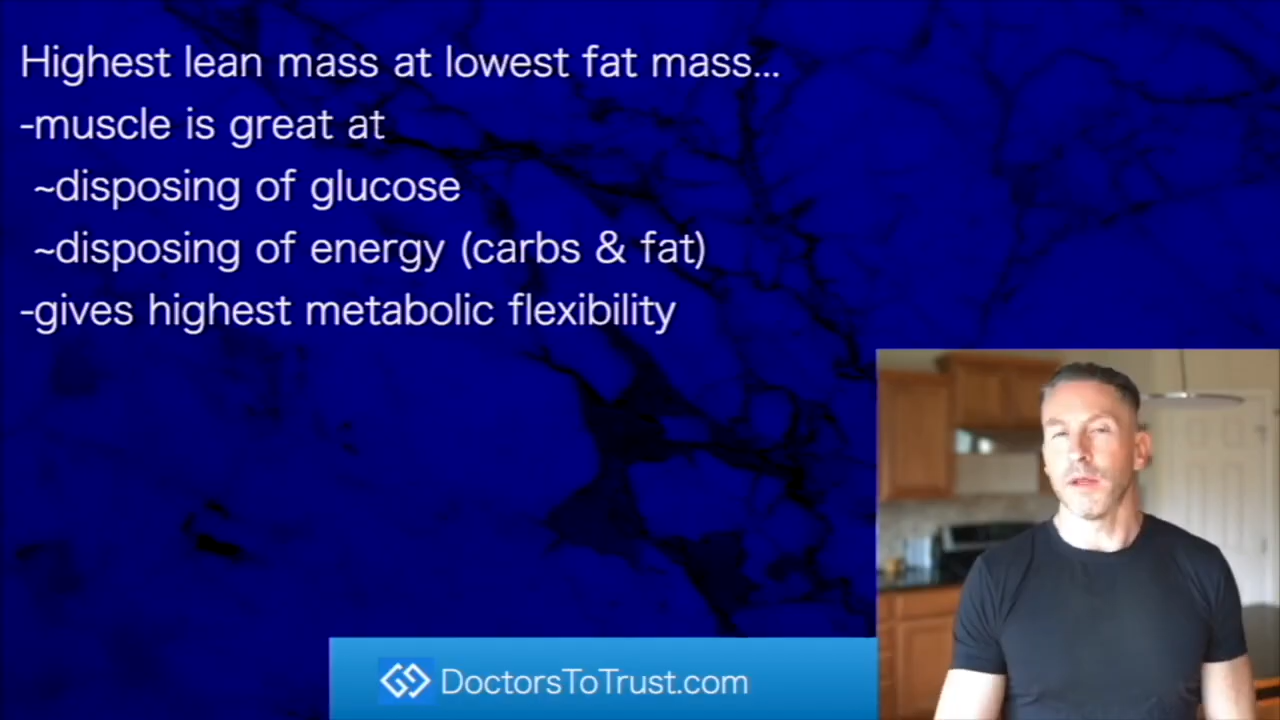 Highest lean mass at lowest fat mass...
-muscle is great at
~disposing of glucose
~disposing of energy (carbs & fat)
-gives highest metabolic flexibility
DoctorsToTrust.com